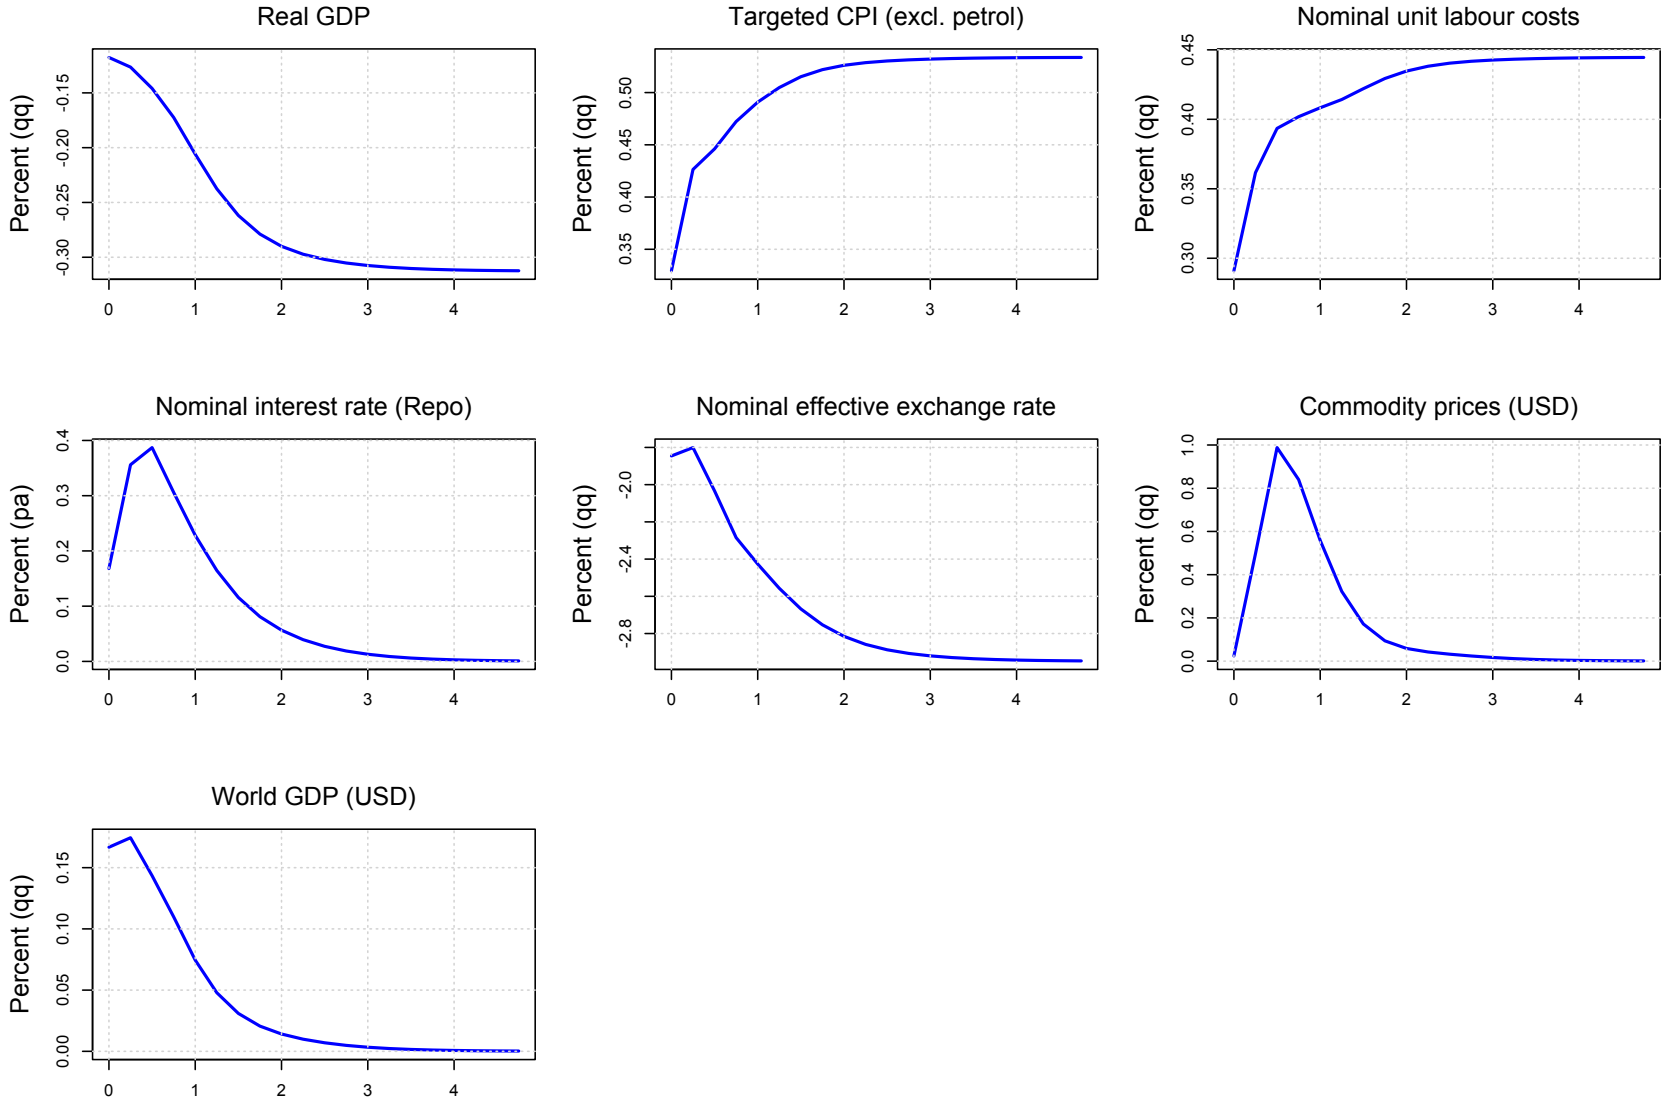 Real GDP
Percent (qq)
-0.15
-0.20
-0.25
-0.30
0 1 2 3 4
Targeted CPI (excl. petrol)
Percent (qq)
0.50
0.45
0.40
0.35
0 1 2 3 4
Nominal unit labour costs
Percent (qq)
0.45
0.40
0.35
0.30
0 1 2 3 4
Nominal interest rate (Repo)
Percent (pa)
0.4
0.3
0.2
0.1
0.0
0 1 2 3 4
Nominal effective exchange rate
Percent (qq)
-2.0
-2.4
-2.8
0 1 2 3 4
Commodity prices (USD)
Percent (qq)
1.0
0.8
0.6
0.4
0.2
0.0
0 1 2 3 4
World GDP (USD)
Percent (qq)
0.15
0.10
0.05
0.00
0 1 2 3 4